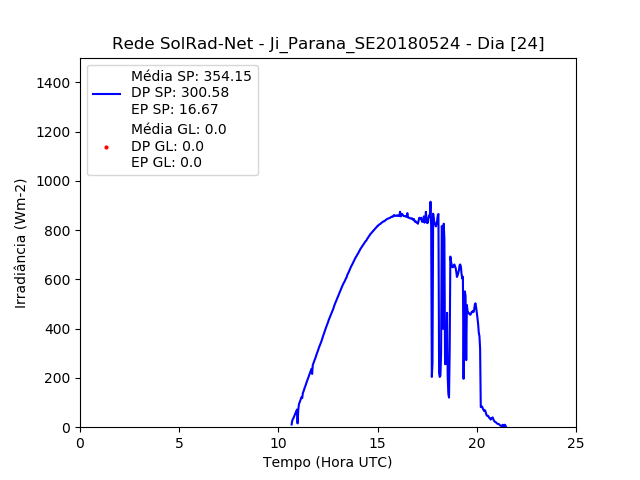 Rede SolRad-Net - Ji_Parana_SE20180524 - Dia [24]
Média SP: 354.15
DP SP: 300.58
EP SP: 16.67
Média GL: 0.0
DP GL: 0.0
EP GL: 0.0
1400
1200
1000
800
600
400
200
0
Irradiância (Wm-2)
0 5 10 15 20 25
Tempo (Hora UTC)